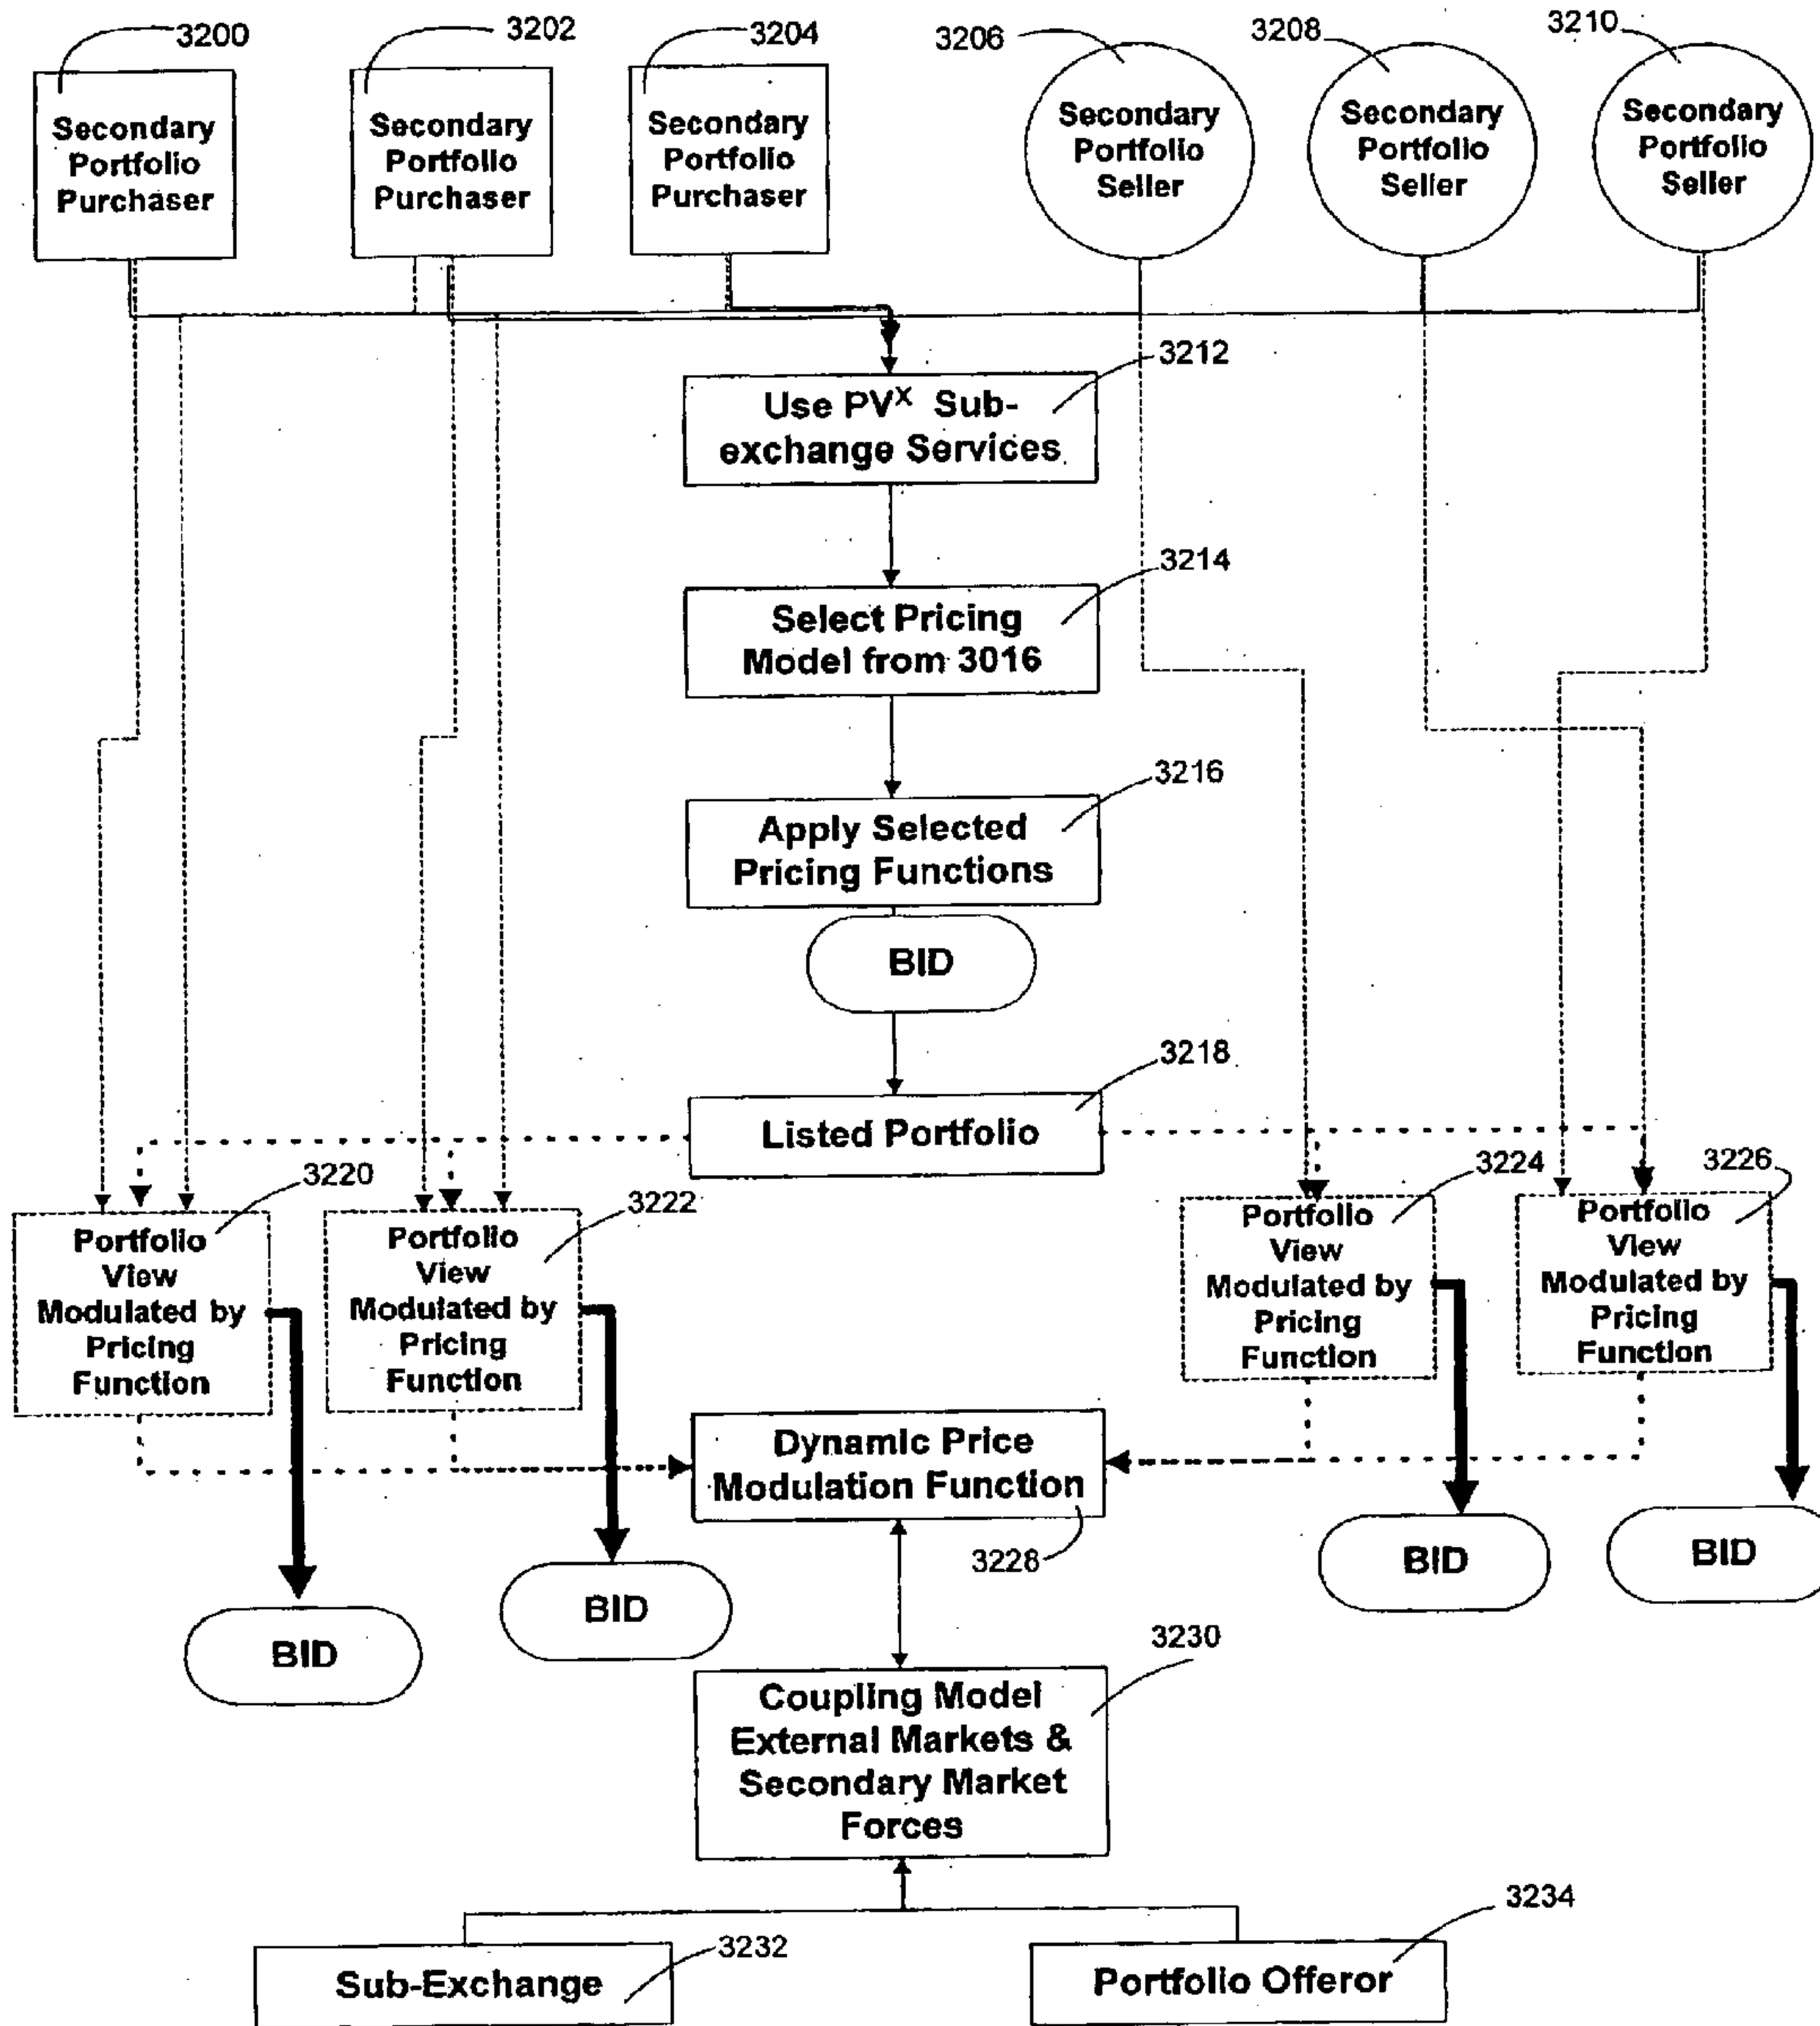 3200
3202
3204
3206
3208
3210
Secondary
Portfolio
Purchaser
Secondary
Portfolio
Purchaser
Secondary
Portfolio
Purchaser
Secondary
Portfolio
Seller
Secondary
Portfolio
Seller
Secondary
Portfolio
Seller
3212
Use PVˣ Sub-
exchange Services
3214
Select Pricing
Model from 3016
3216
Apply Selected
Pricing Functions
BID
3218
Listed Portfolio
3220
Portfolio
View
Modulated by
Pricing
Function
3222
Portfolio
View
Modulated by
Pricing
Function
3224
Portfolio
View
Modulated by
Pricing
Function
3226
Portfolio
View
Modulated by
Pricing
Function
Dynamic Price
Modulation Function
3228
BID
BID
BID
BID
3230
Coupling Model
External Markets &
Secondary Market
Forces
3232
Sub-Exchange
3234
Portfolio Offeror